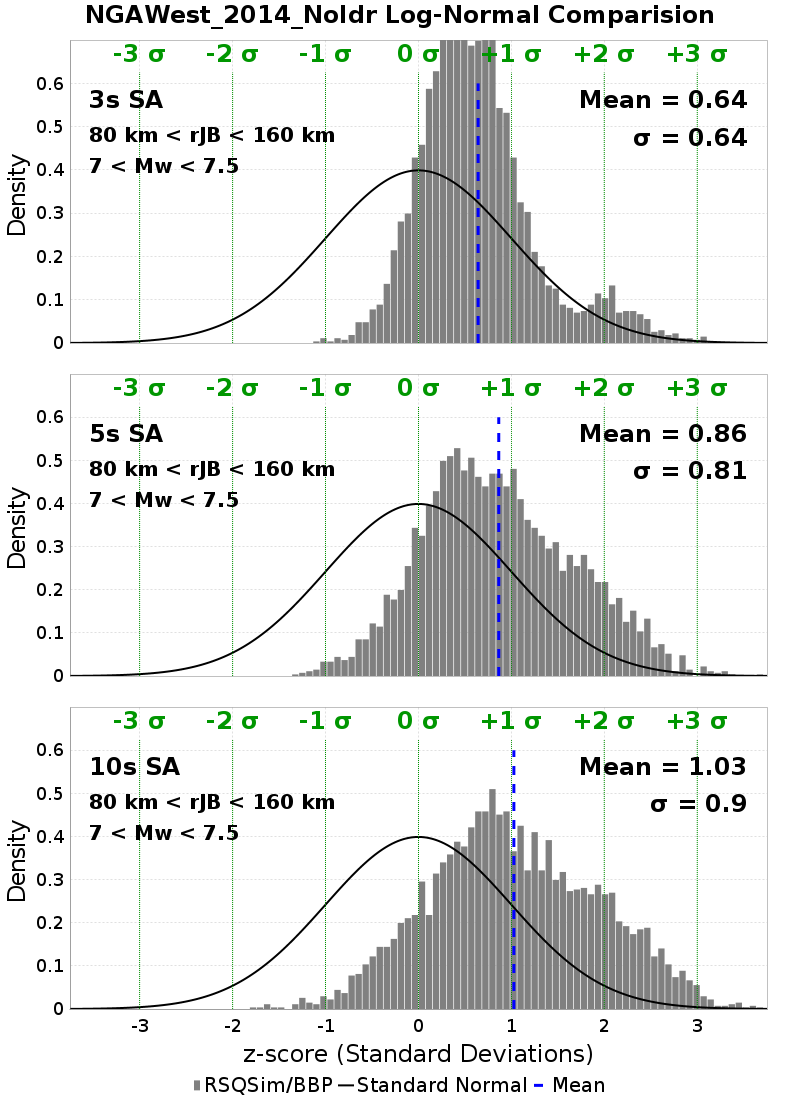 NGAWest_2014_NoIdr Log-Normal Comparision
-3 σ -2 σ -1 σ 0 σ +1 σ +2 σ +3 σ
0.6
3s SA Mean = 0.64
0.5
80 km < rJB < 160 km σ = 0.64
7 < Mw < 7.5
0.4
0.3
0.2
0.1
0
Density
-3 σ -2 σ -1 σ 0 σ +1 σ +2 σ +3 σ
0.6
5s SA Mean = 0.86
0.5
80 km < rJB < 160 km σ = 0.81
7 < Mw < 7.5
0.4
0.3
0.2
0.1
0
Density
-3 σ -2 σ -1 σ 0 σ +1 σ +2 σ +3 σ
0.6
10s SA Mean = 1.03
0.5
80 km < rJB < 160 km σ = 0.9
7 < Mw < 7.5
0.4
0.3
0.2
0.1
0
Density
-3 -2 -1 0 1 2 3
z-score (Standard Deviations)
RSQSim/BBP Standard Normal Mean